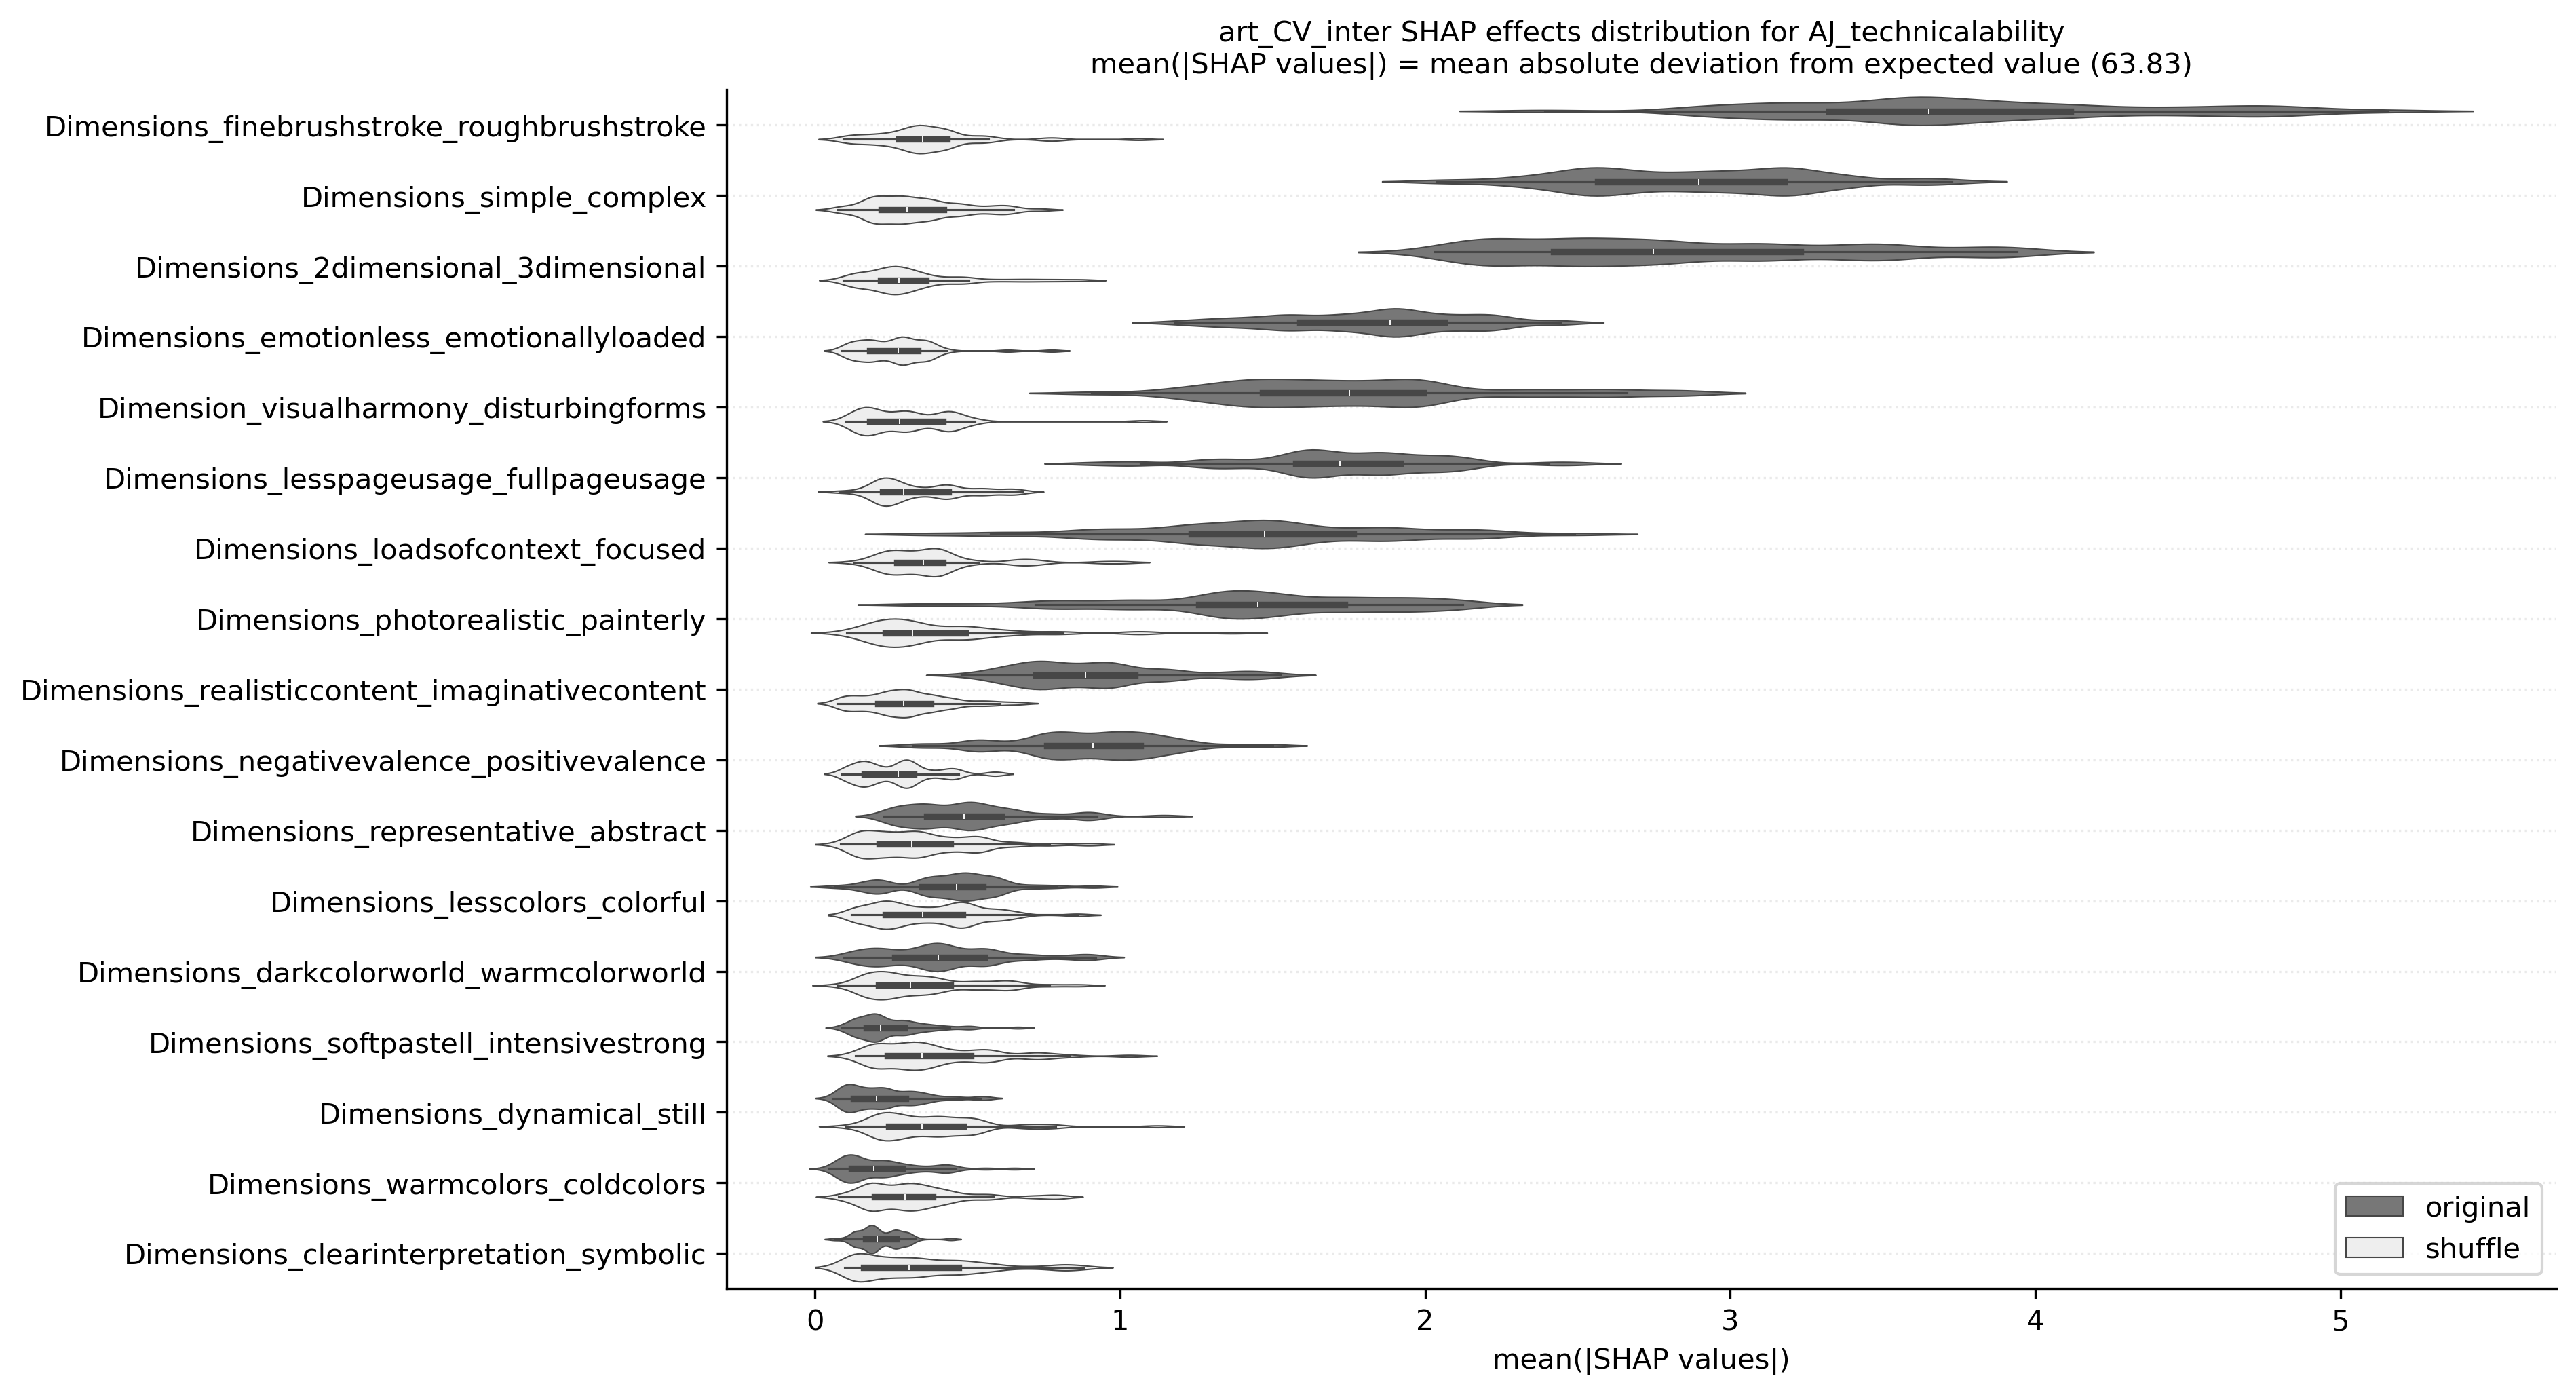 art_CV_inter SHAP effects distribution for AJ_technicalability
mean(|SHAP values|) = mean absolute deviation from expected value (63.83)
Dimensions_finebrushstroke_roughbrushstroke
Dimensions_simple_complex
Dimensions_2dimensional_3dimensional
Dimensions_emotionless_emotionallyloaded
Dimension_visualharmony_disturbingforms
Dimensions_lesspageusage_fullpageusage
Dimensions_loadsofcontext_focused
Dimensions_photorealistic_painterly
Dimensions_realisticcontent_imaginativecontent
Dimensions_negativevalence_positivevalence
Dimensions_representative_abstract
Dimensions_lesscolors_colorful
Dimensions_darkcolorworld_warmcolorworld
Dimensions_softpastell_intensivestrong
Dimensions_dynamical_still
Dimensions_warmcolors_coldcolors
Dimensions_clearinterpretation_symbolic
original
shuffle
0 1 2 3 4 5
mean(|SHAP values|)